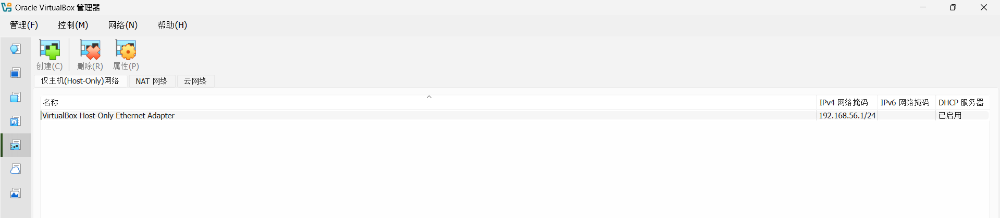 Oracle VirtualBox 管理器
管理(F) 控制(M) 网络(N) 帮助(H)
创建(C) 删除(R) 属性(P)
仅主机(Host-Only)网络 NAT 网络 云网络
名称 IPv4 网络掩码 IPv6 网络掩码 DHCP 服务器
VirtualBox Host-Only Ethernet Adapter 192.168.56.1/24 已启用